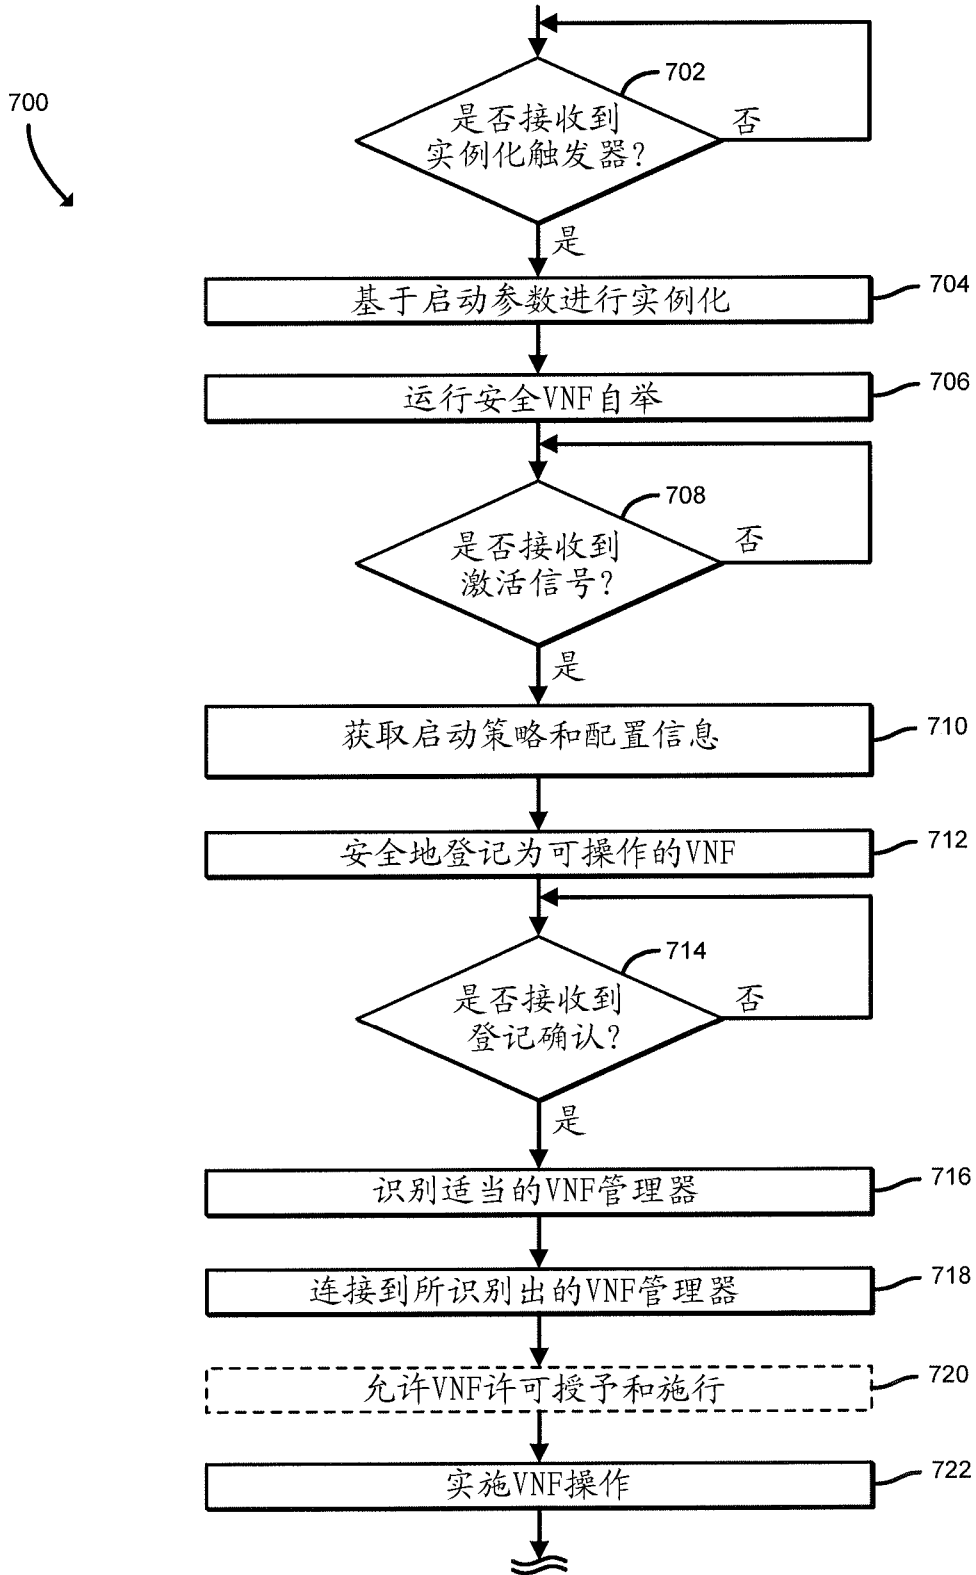 700
702
是否接收到
实例化触发器？
否
是
704
基于启动参数进行实例化
706
运行安全VNF自举
708
是否接收到
激活信号？
否
是
710
获取启动策略和配置信息
712
安全地登记为可操作的VNF
714
是否接收到
登记确认？
否
是
716
识别适当的VNF管理器
718
连接到所识别出的VNF管理器
720
允许VNF许可授予和施行
722
实施VNF操作